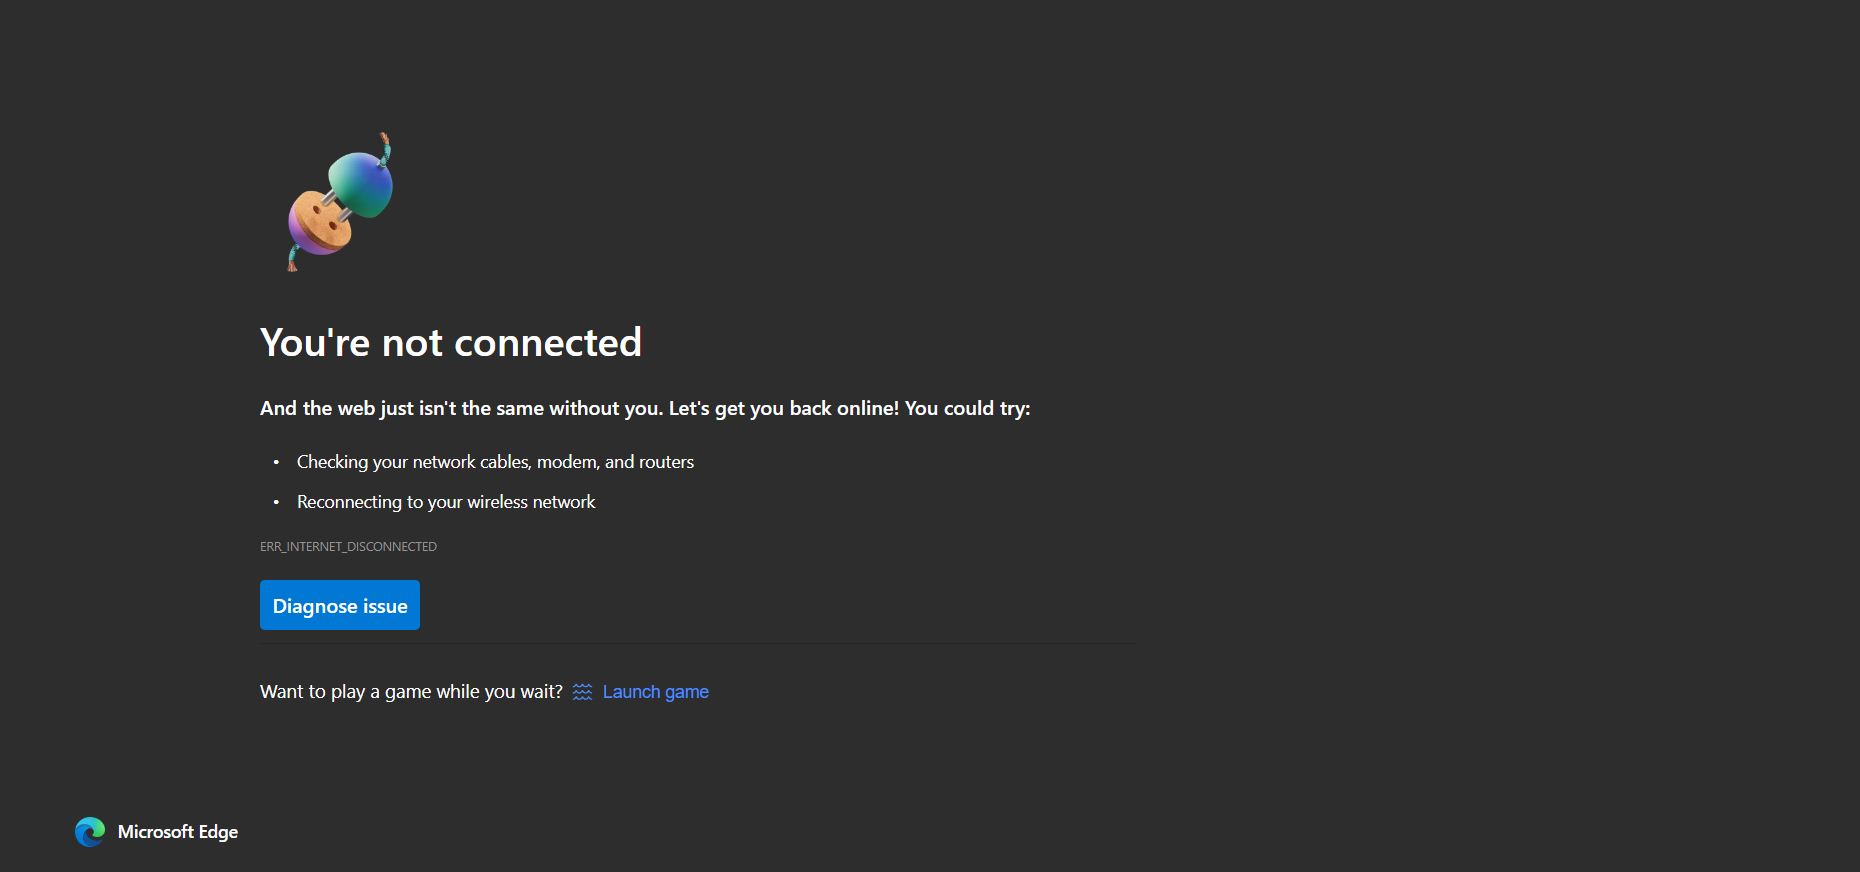 You're not connected
And the web just isn't the same without you. Let's get you back online! You could try:
• Checking your network cables, modem, and routers
• Reconnecting to your wireless network
ERR_INTERNET_DISCONNECTED
Diagnose issue
Want to play a game while you wait? Launch game
Microsoft Edge